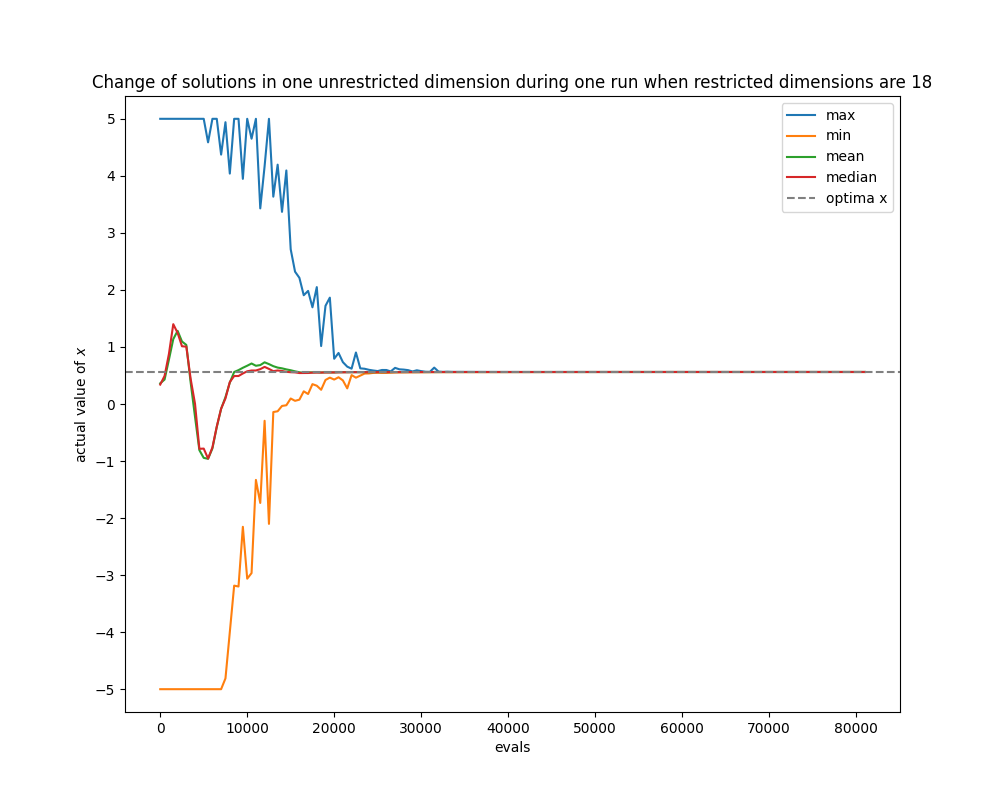 Change of solutions in one unrestricted dimension during one run when restricted dimensions are 18
5
4
3
2
1
0
−1
−2
−3
−4
−5
actual value of x
max
min
mean
median
optima x
0 10000 20000 30000 40000 50000 60000 70000 80000
evals